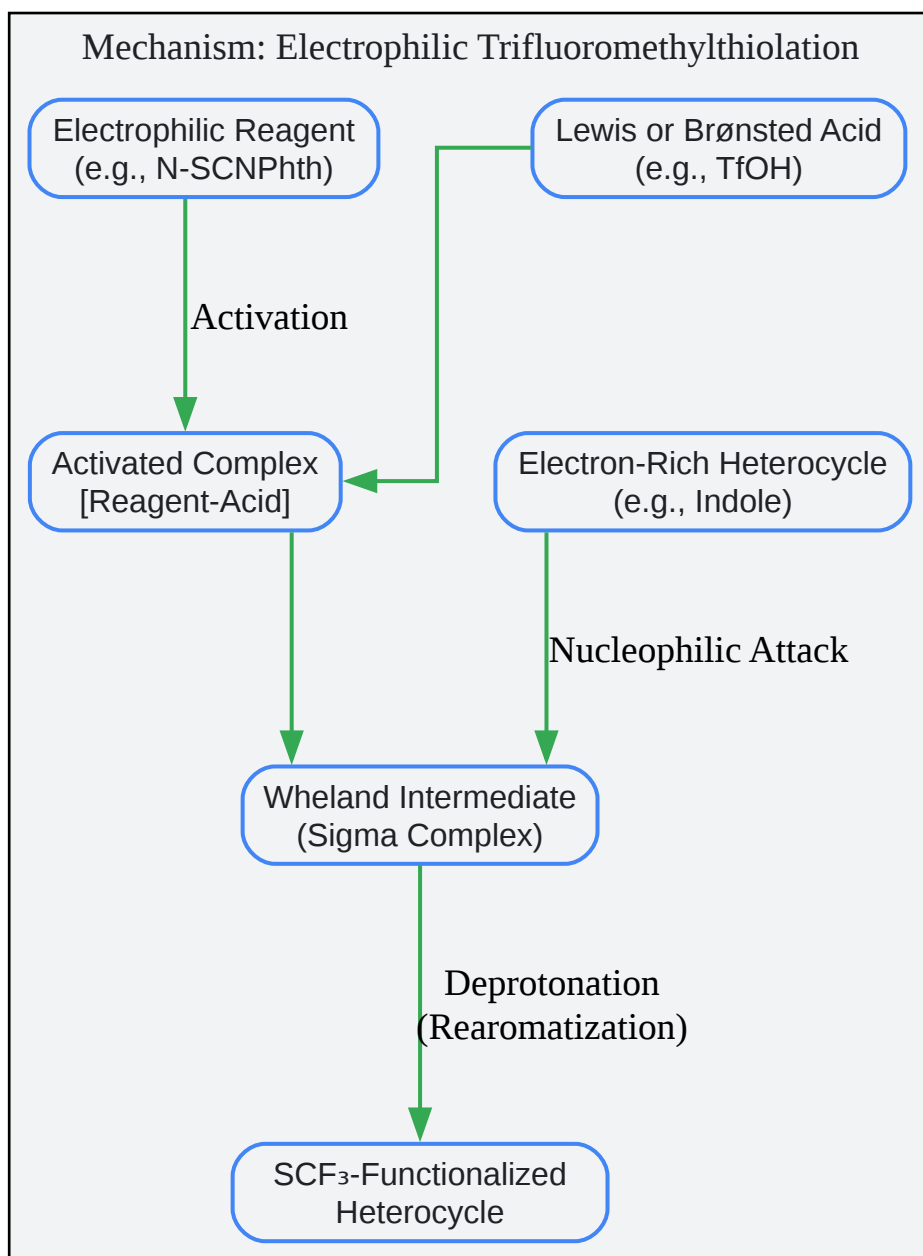 Mechanism: Electrophilic Trifluoromethylthiolation
Electrophilic Reagent
(e.g., N-SCNPhth)
Lewis or Brønsted Acid
(e.g., TfOH)
Activation
Activated Complex
[Reagent-Acid]
Electron-Rich Heterocycle
(e.g., Indole)
Nucleophilic Attack
Wheland Intermediate
(Sigma Complex)
Deprotonation
(Rearomatization)
SCF₃-Functionalized
Heterocycle